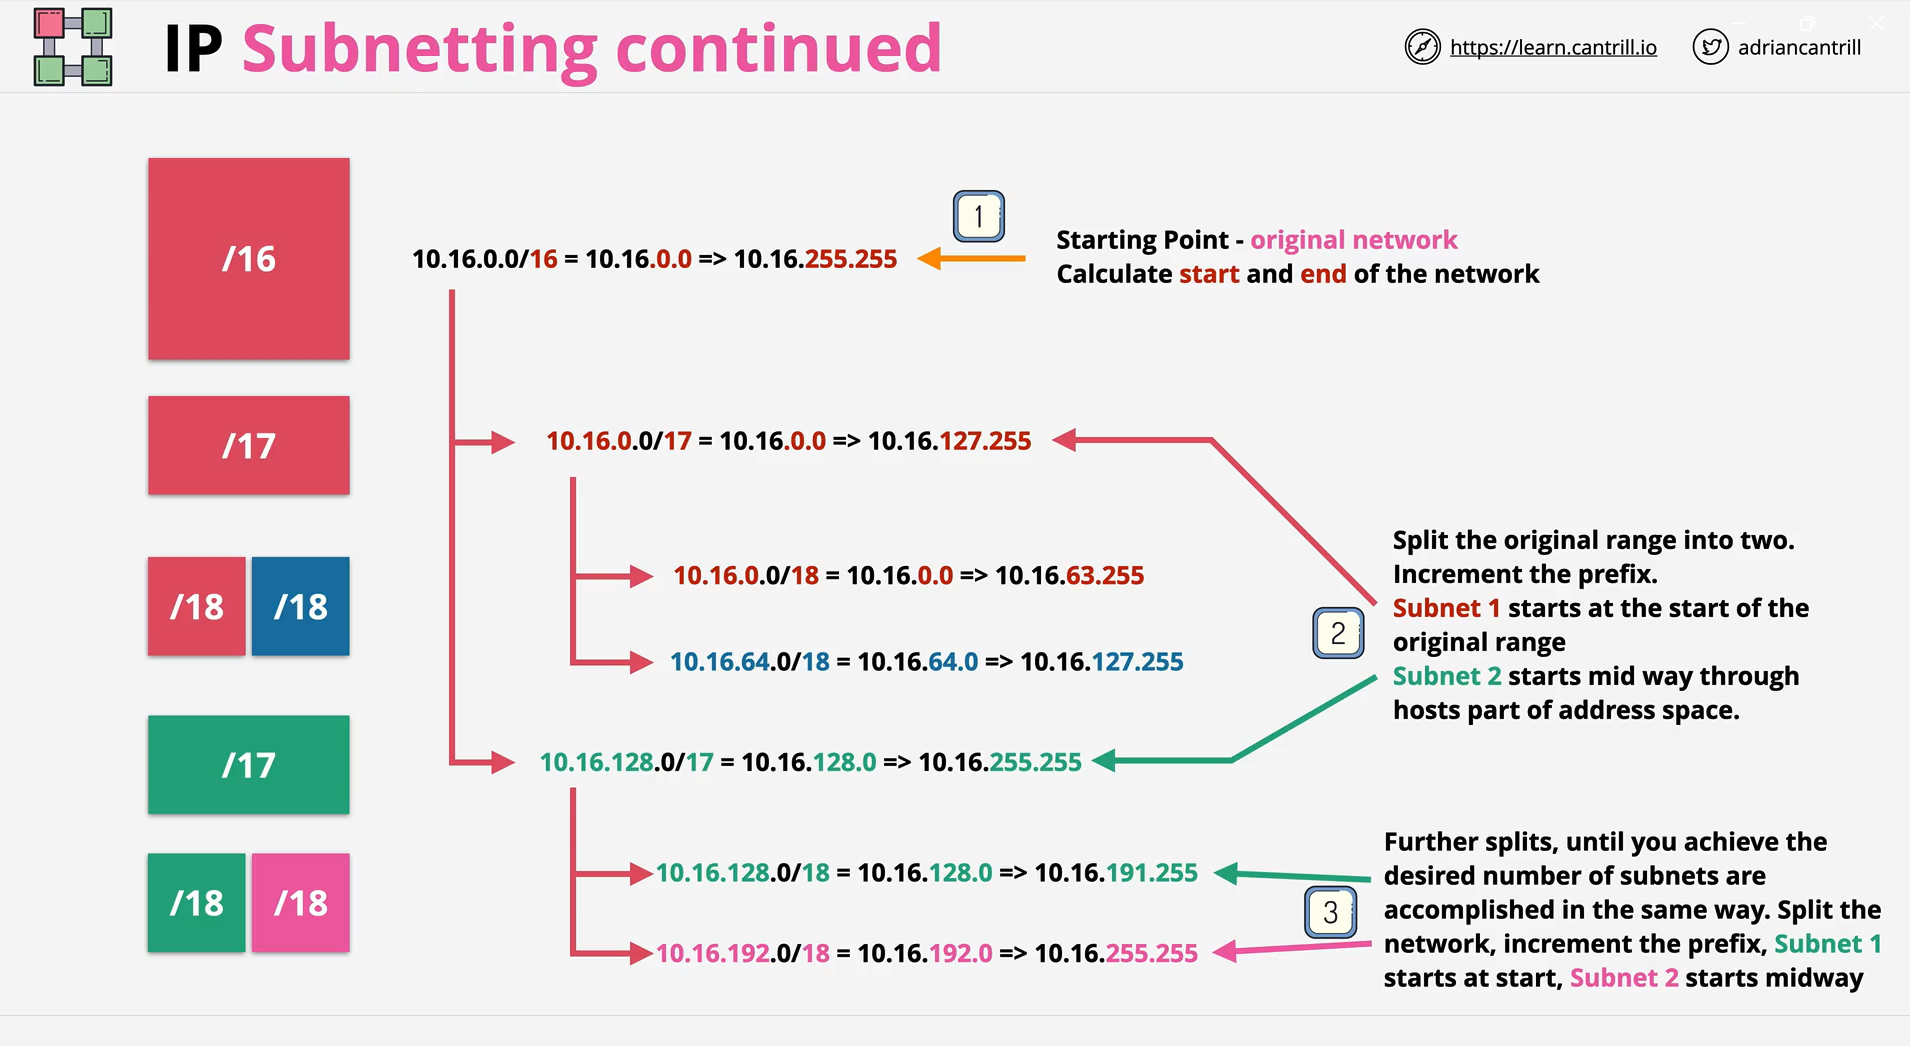 IP Subnetting continued
https://learn.cantrill.io
adriancantrill
/16
10.16.0.0/16 = 10.16.0.0 => 10.16.255.255
1
Starting Point - original network
Calculate start and end of the network
/17
10.16.0.0/17 = 10.16.0.0 => 10.16.127.255
/18
/18
10.16.0.0/18 = 10.16.0.0 => 10.16.63.255
10.16.64.0/18 = 10.16.64.0 => 10.16.127.255
2
Split the original range into two.
Increment the prefix.
Subnet 1 starts at the start of the
original range
Subnet 2 starts mid way through
hosts part of address space.
/17
10.16.128.0/17 = 10.16.128.0 => 10.16.255.255
/18
/18
10.16.128.0/18 = 10.16.128.0 => 10.16.191.255
10.16.192.0/18 = 10.16.192.0 => 10.16.255.255
3
Further splits, until you achieve the
desired number of subnets are
accomplished in the same way. Split the
network, increment the prefix, Subnet 1
starts at start, Subnet 2 starts midway